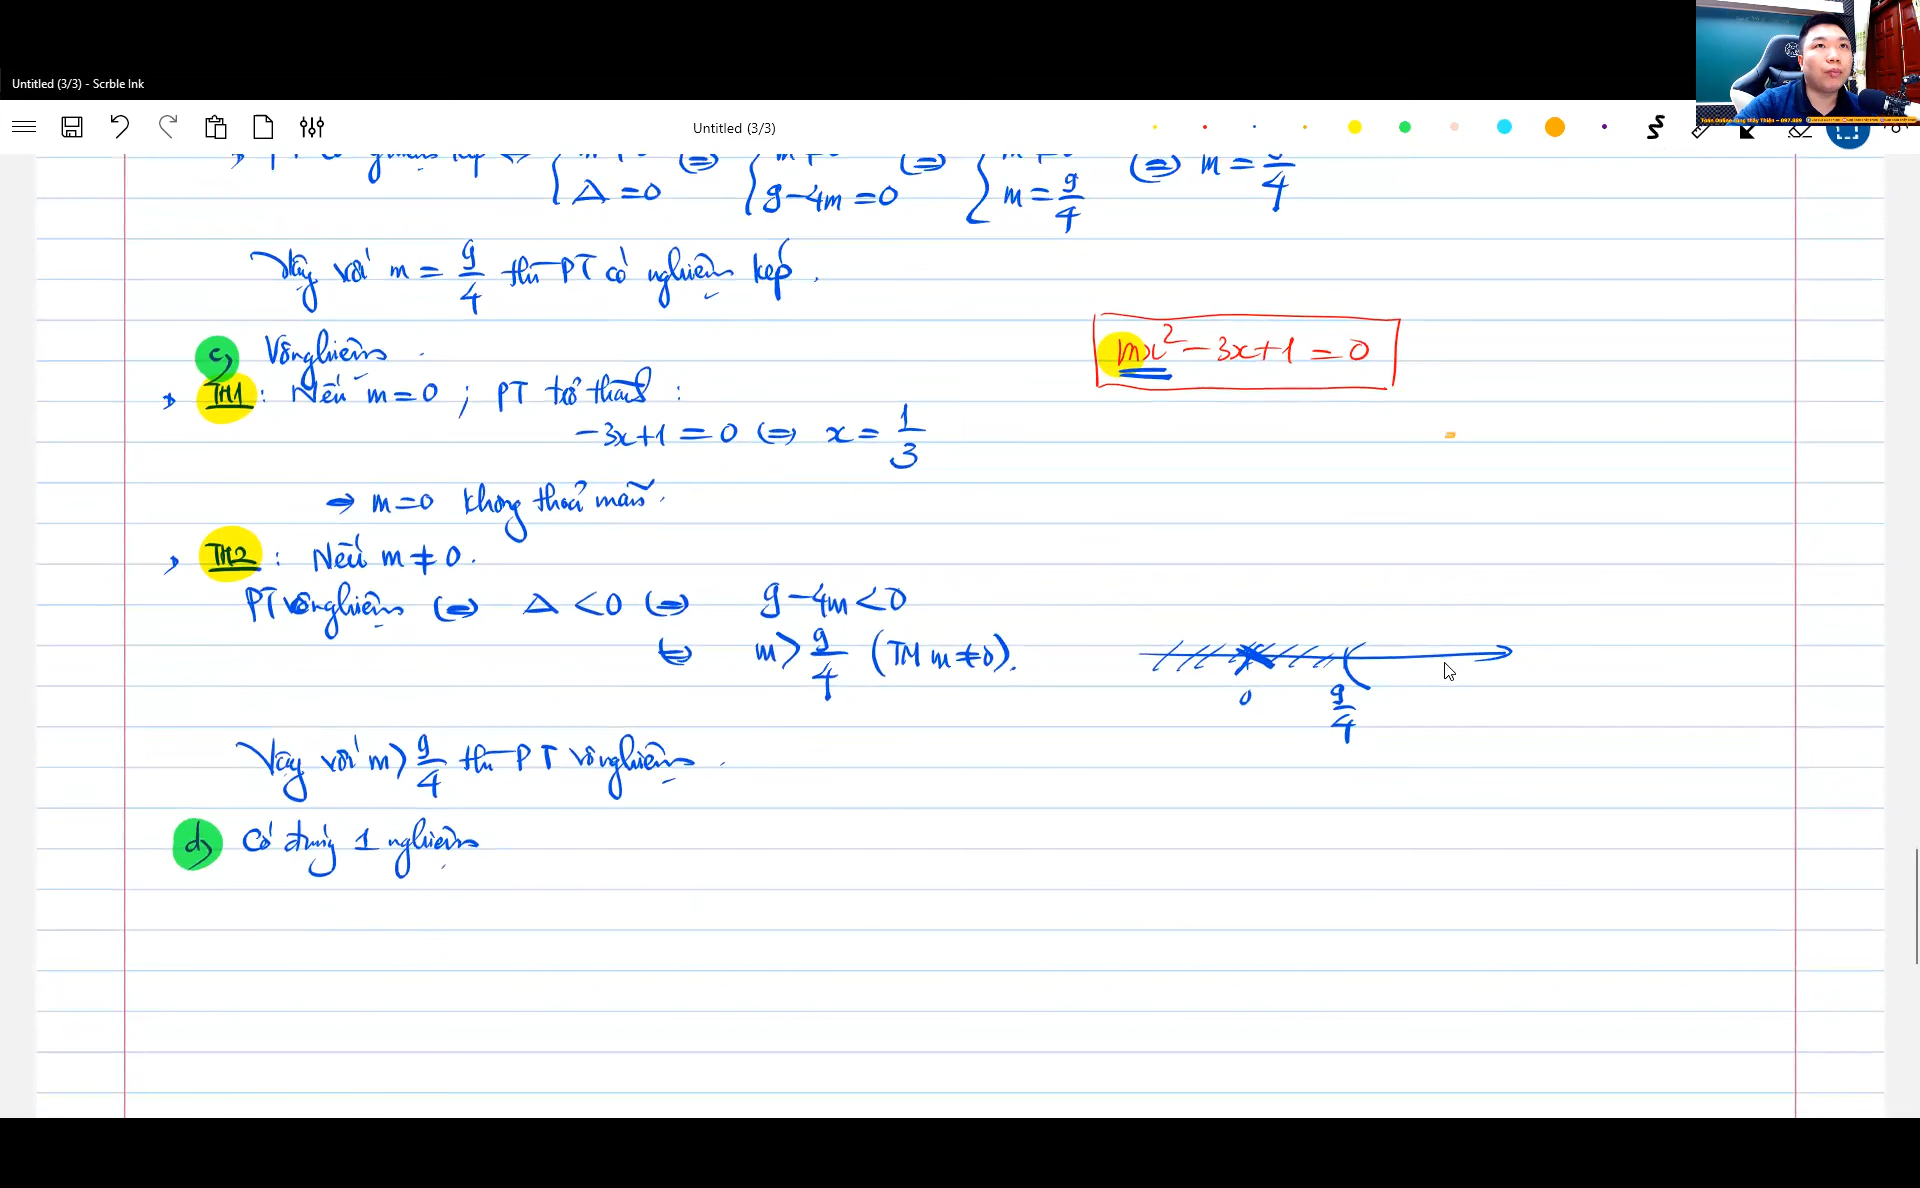 Untitled (3/3) - Scrble Ink
Untitled (3/3)
Δ = 0 ⇔ 9 - 4m = 0 ⇔ m = 9/4 ⇔ m = 9/4
Vậy với m = 9/4 thì PT có nghiệm kép.
c) Vô nghiệm.
mx² - 3x + 1 = 0
TH1 : Nếu m = 0 ; PT trở thành :
-3x+1 = 0 ⇔ x = 1/3
→ m = 0 không thoả mãn.
TH2 : Nếu m ≠ 0.
PT vô nghiệm ⇔ Δ < 0 ⇔ 9 - 4m < 0
⇔ m > 9/4 (TM m ≠ 0).
0 9/4
Vậy với m > 9/4 thì PT vô nghiệm.
d) Có đúng 1 nghiệm